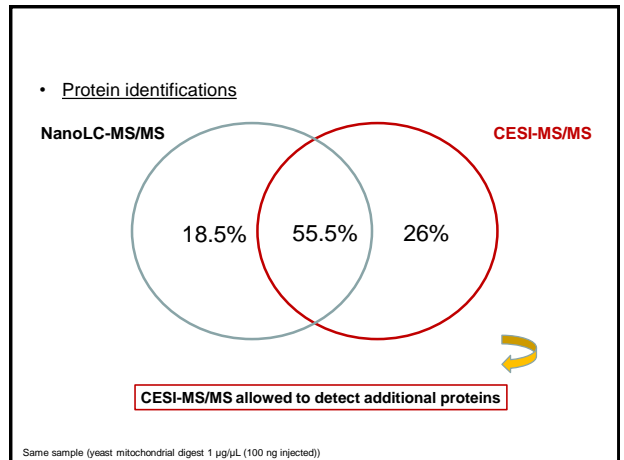 • Protein identifications
NanoLC-MS/MS
CESI-MS/MS
18.5%
55.5%
26%
CESI-MS/MS allowed to detect additional proteins
Same sample (yeast mitochondrial digest 1 µg/µL (100 ng injected))